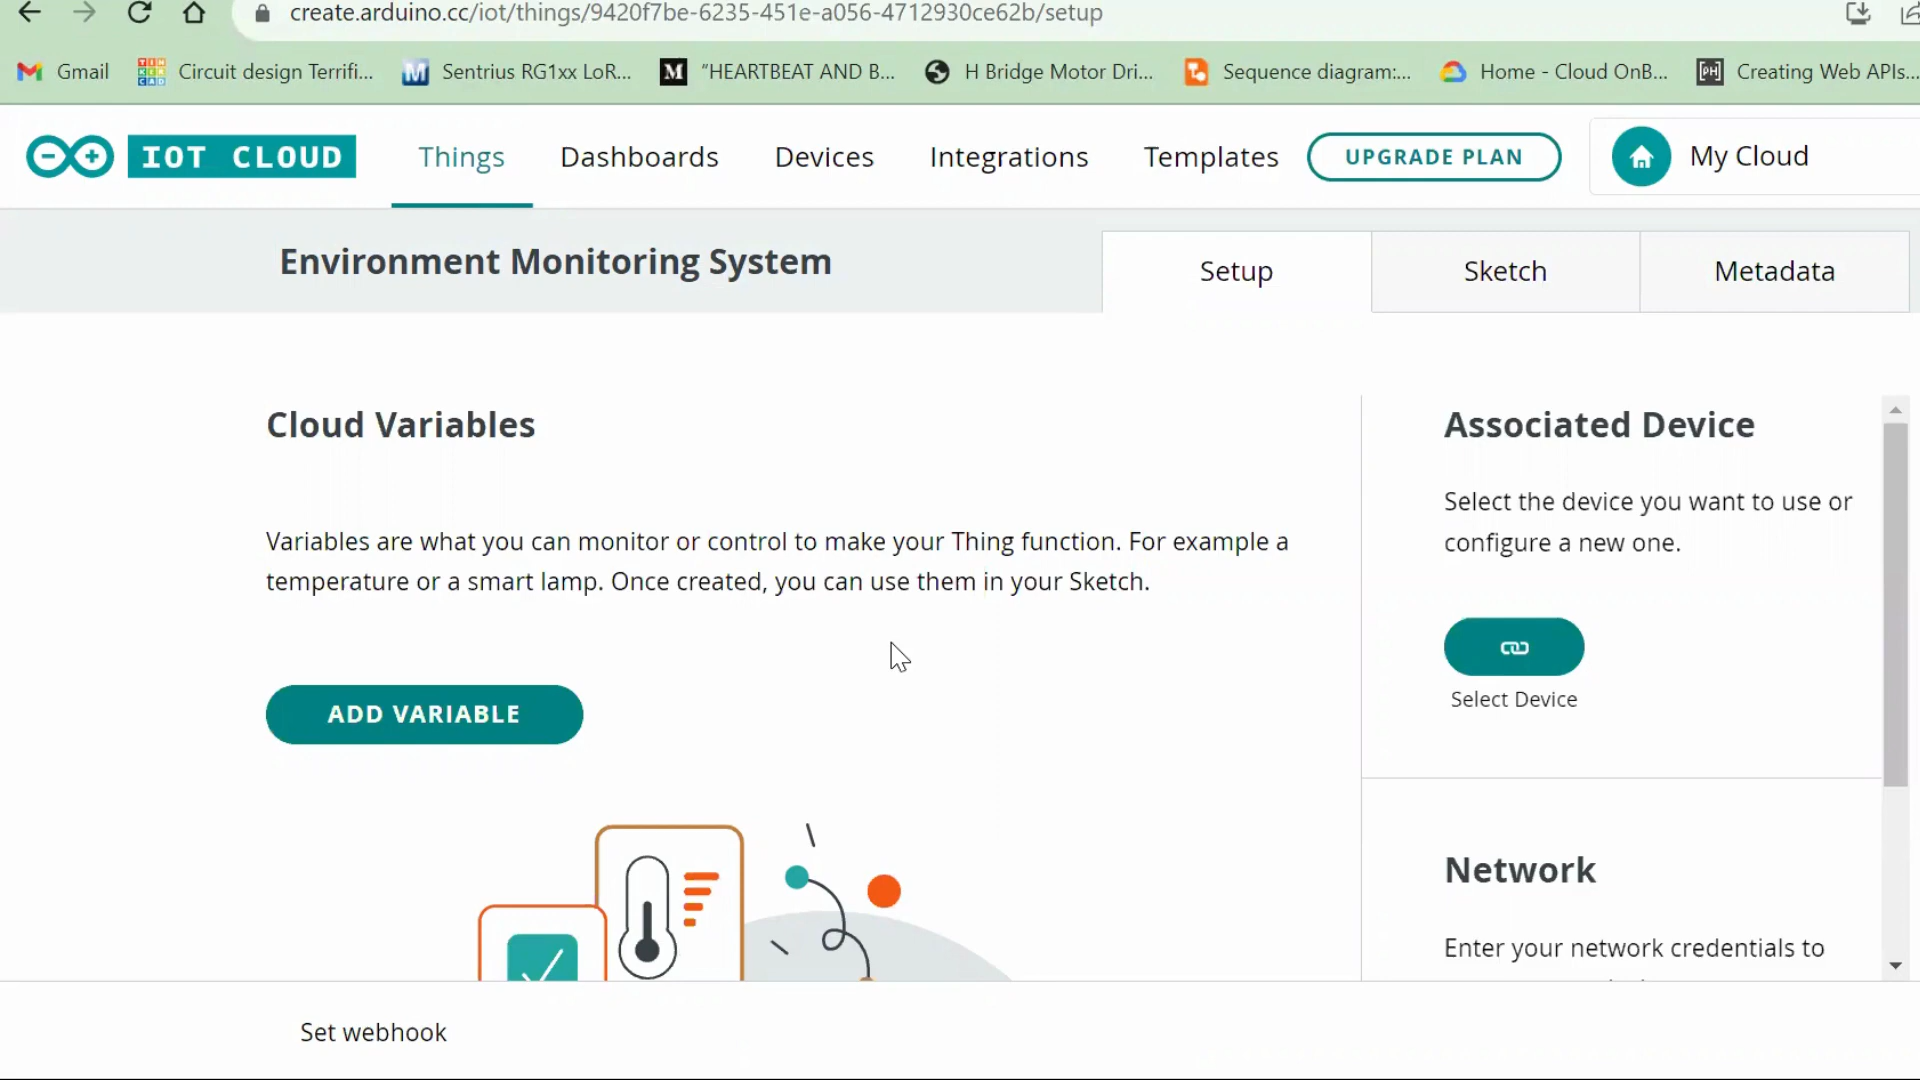 create.arduino.cc/iot/things/9420f7be-6235-451e-a056-4712930ce62b/setup
Gmail
Circuit design Terrifi...
Sentrius RG1xx LoR...
"HEARTBEAT AND B...
H Bridge Motor Dri...
Sequence diagram:...
Home - Cloud OnB...
Creating Web APIs...
IOT CLOUD
Things
Dashboards
Devices
Integrations
Templates
UPGRADE PLAN
My Cloud
Environment Monitoring System
Setup
Sketch
Metadata
Cloud Variables
Variables are what you can monitor or control to make your Thing function. For example a
temperature or a smart lamp. Once created, you can use them in your Sketch.
ADD VARIABLE
Associated Device
Select the device you want to use or
configure a new one.
Select Device
Network
Enter your network credentials to
Set webhook